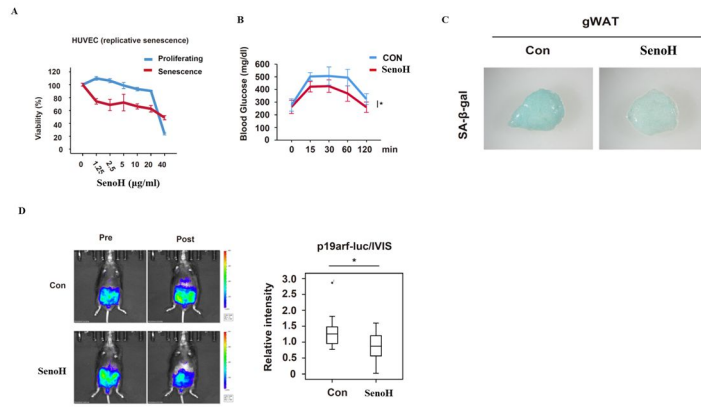 A
HUVEC (replicative senescence)
Proliferating
Senescence
Viability (%)
120
100
80
60
40
20
0
0 1.25 2.5 5 10 20 40
SenoH (μg/ml)
B
CON
SenoH
Blood Glucose (mg/dl)
600
500
400
300
200
100
0
*
0 15 30 60 120 min
C
gWAT
Con SenoH
SA-β-gal
D
Pre Post
Con
SenoH
p19arf-luc/IVIS
*
Relative intensity
3.0
2.5
2.0
1.5
1.0
0.5
0
Con SenoH